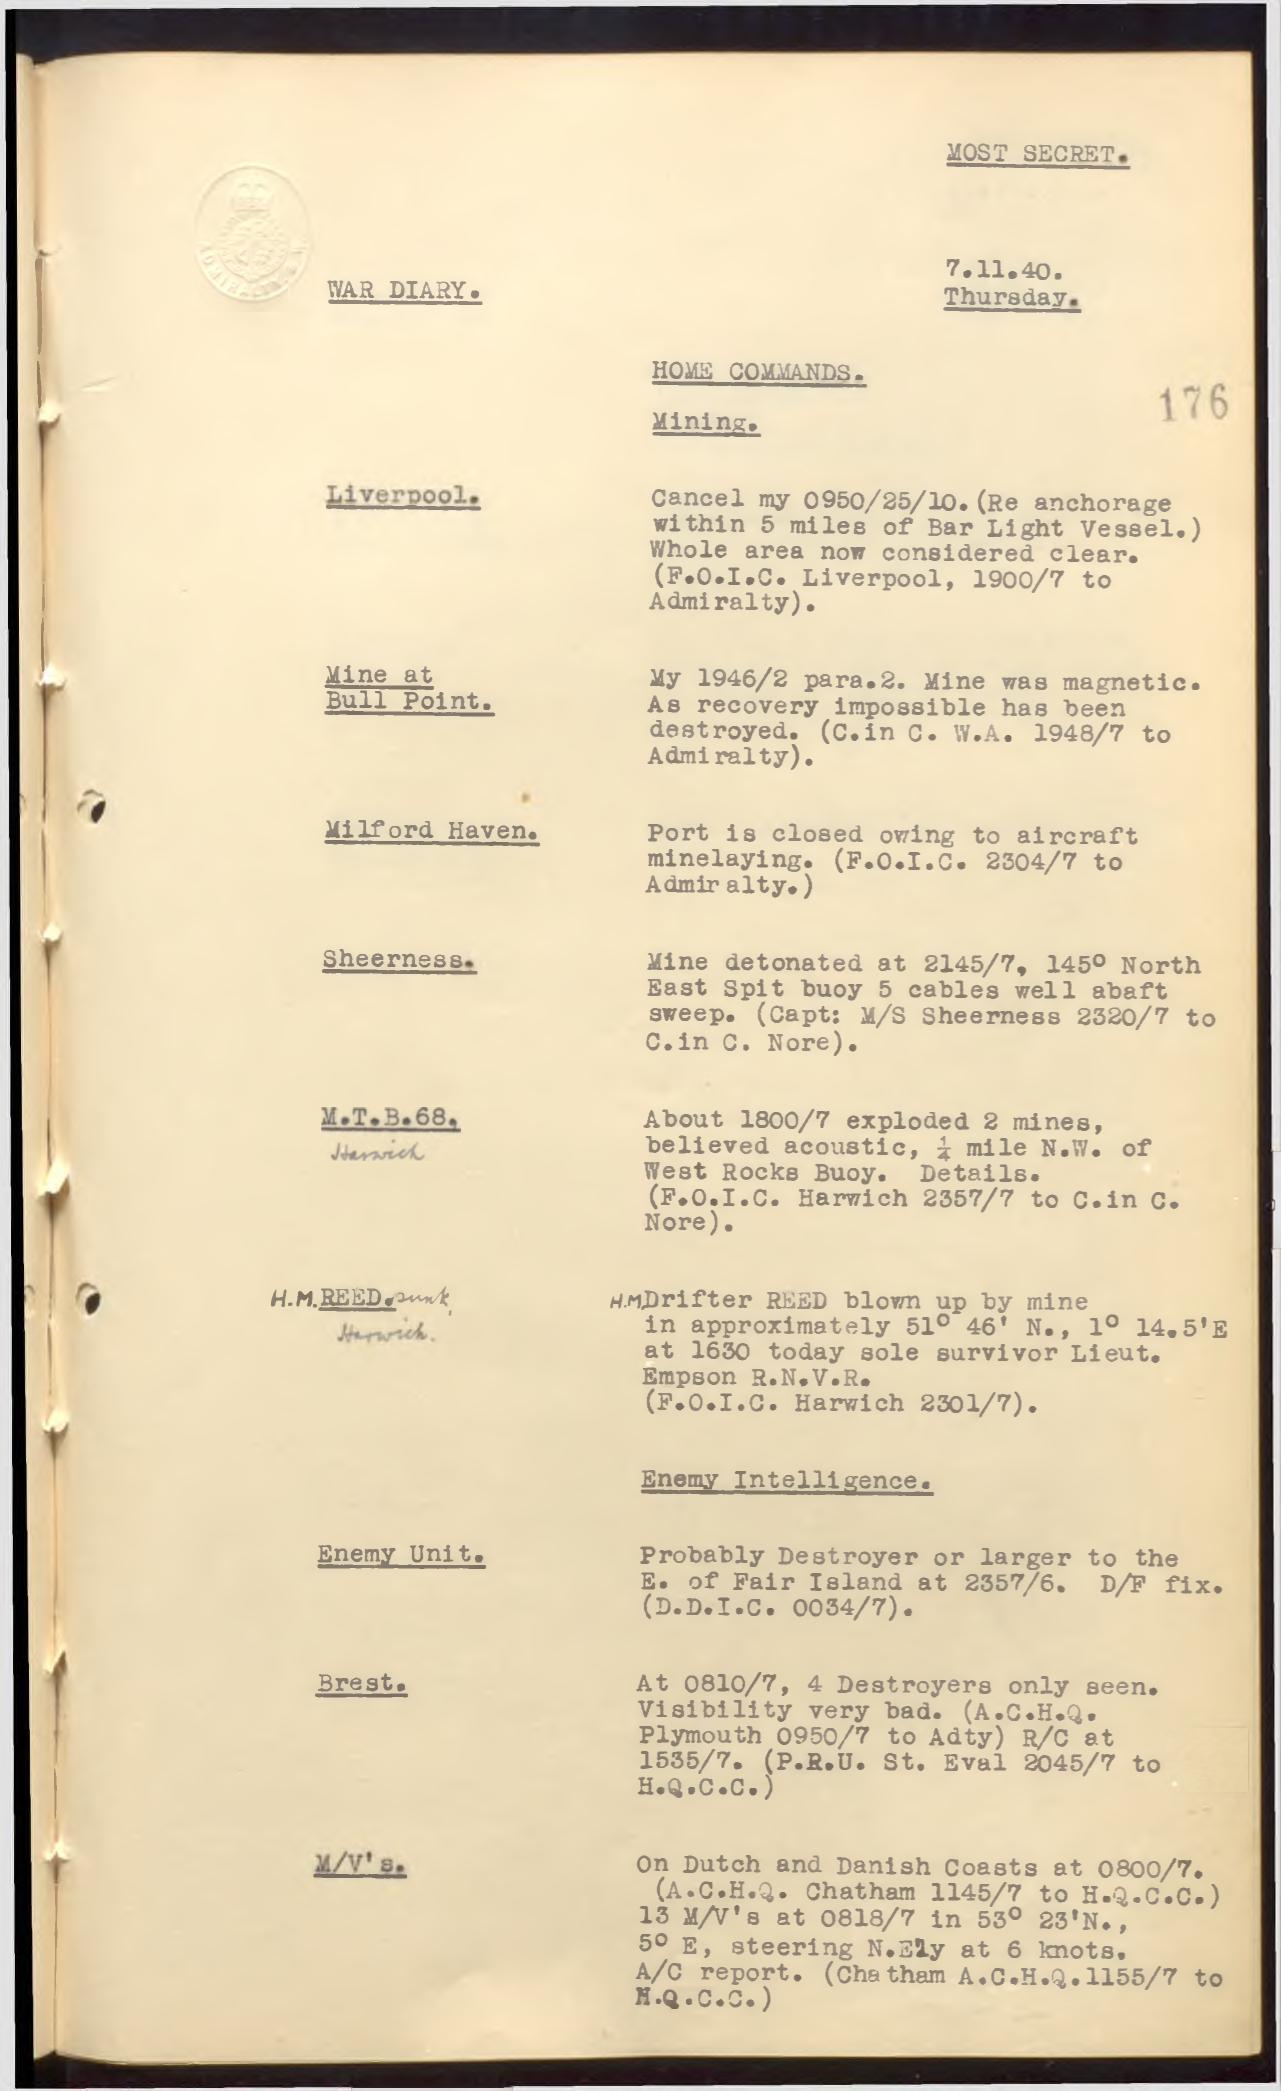 MOST SECRET.
ADMIRALTY S.W.
WAR DIARY.
7.11.40.
Thursday.
HOME COMMANDS.
176
Mining.
Liverpool.
Cancel my 0950/25/10. (Re anchorage
within 5 miles of Bar Light Vessel.)
Whole area now considered clear.
(F.O.I.C. Liverpool, 1900/7 to
Admiralty).
Mine at
Bull Point.
My 1946/2 para.2. Mine was magnetic.
As recovery impossible has been
destroyed. (C.in C. W.A. 1948/7 to
Admiralty).
Milford Haven.
Port is closed owing to aircraft
minelaying. (F.O.I.C. 2304/7 to
Admiralty.)
Sheerness.
Mine detonated at 2145/7, 145° North
East Spit buoy 5 cables well abaft
sweep. (Capt: M/S Sheerness 2320/7 to
C.in C. Nore).
M.T.B.68.
Harwich
About 1800/7 exploded 2 mines,
believed acoustic, ¼ mile N.W. of
West Rocks Buoy. Details.
(F.O.I.C. Harwich 2357/7 to C.in C.
Nore).
H.M. REED. sunk
Harwich.
H.M. Drifter REED blown up by mine
in approximately 51° 46' N., 1° 14.5'E
at 1630 today sole survivor Lieut.
Empson R.N.V.R.
(F.O.I.C. Harwich 2301/7).
Enemy Intelligence.
Enemy Unit.
Probably Destroyer or larger to the
E. of Fair Island at 2357/6. D/F fix.
(D.D.I.C. 0034/7).
Brest.
At 0810/7, 4 Destroyers only seen.
Visibility very bad. (A.C.H.Q.
Plymouth 0950/7 to Adty) R/C at
1535/7. (P.R.U. St. Eval 2045/7 to
H.Q.C.C.)
M/V's.
On Dutch and Danish Coasts at 0800/7.
(A.C.H.Q. Chatham 1145/7 to H.Q.C.C.)
13 M/V's at 0818/7 in 53° 23'N.,
5° E, steering N.Ely at 6 knots.
A/C report. (Chatham A.C.H.Q.1155/7 to
H.Q.C.C.)